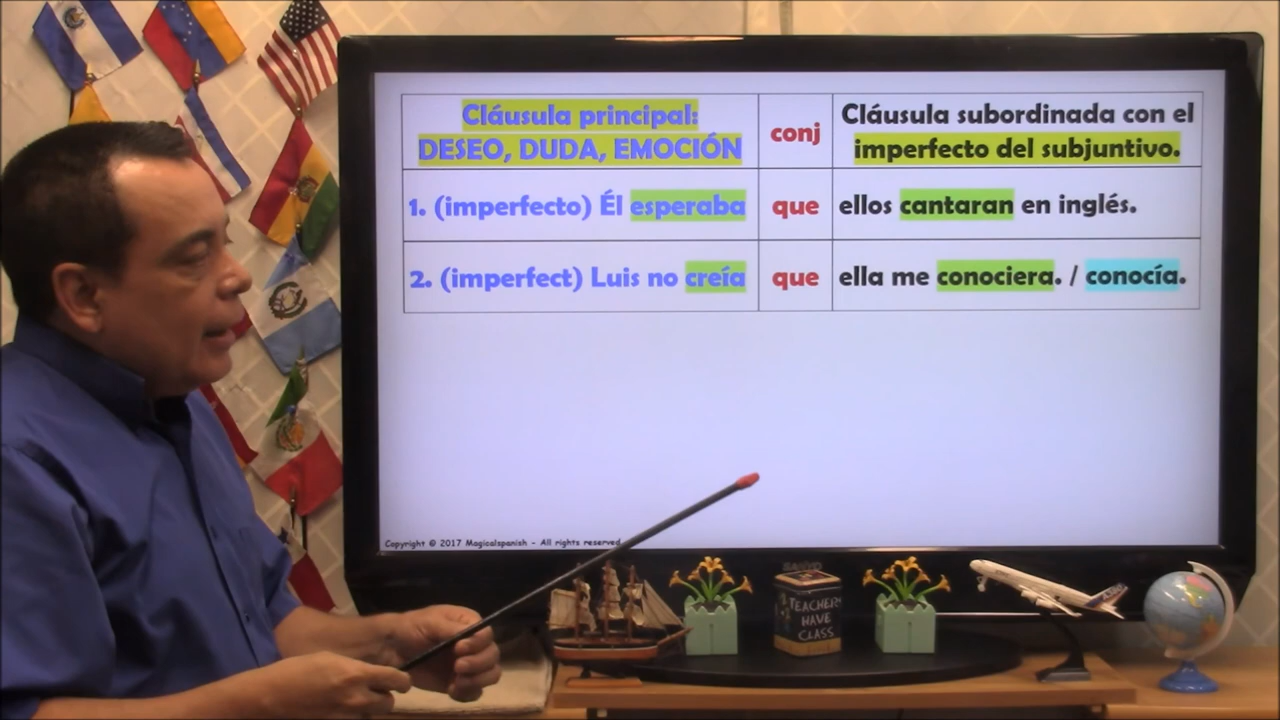 Cláusula principal:
DESEO, DUDA, EMOCIÓN
conj
Cláusula subordinada con el
imperfecto del subjuntivo.
1. (imperfecto) Él esperaba
que
ellos cantaran en inglés.
2. (imperfect) Luis no creía
que
ella me conociera. / conocía.
Copyright © 2017 Magicalspanish - All rights reserved
SANYO
TEACHERS
HAVE
CLASS